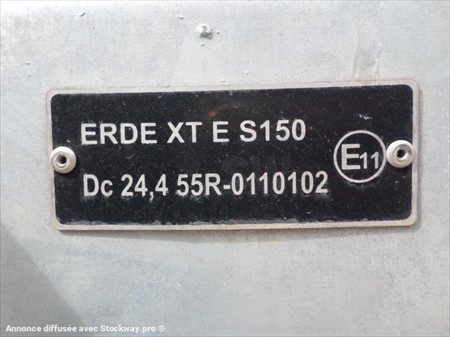 ERDE XT E S150
E11
Dc 24,4 55R-0110102
Annonce diffusée avec Stockway.pro ®